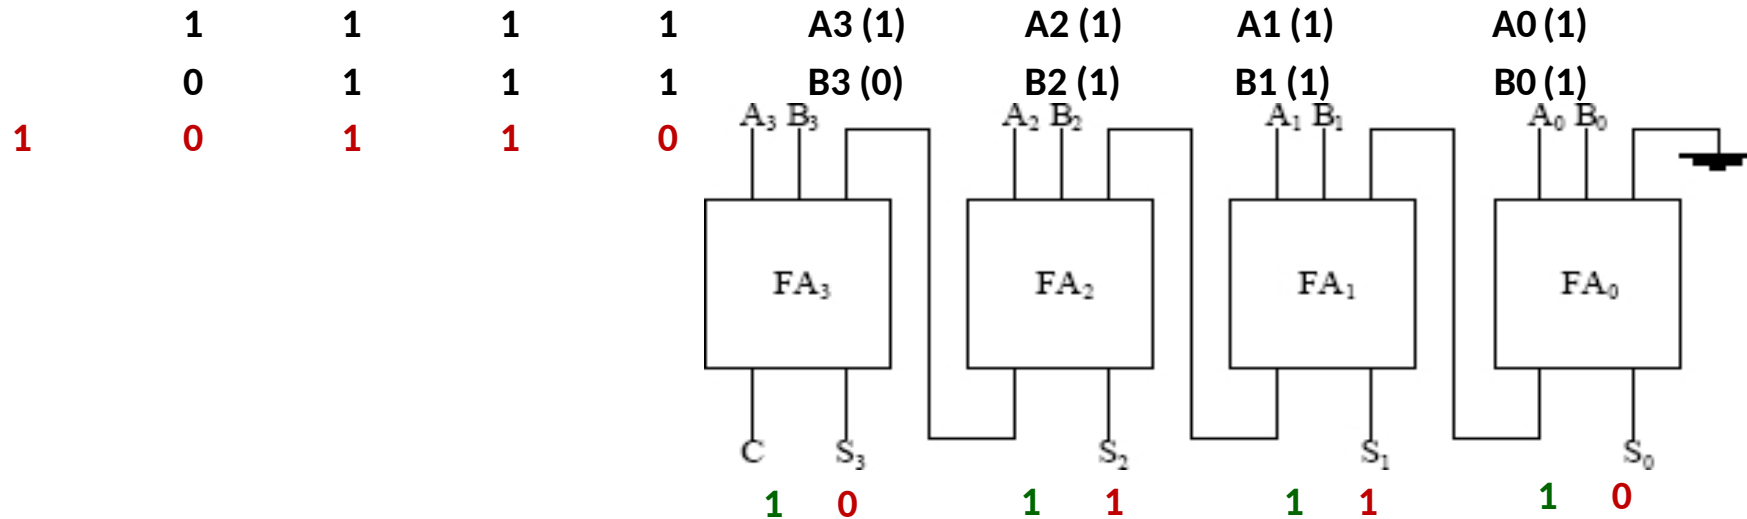 1 1 1 1 A3 (1) A2 (1) A1 (1) A0 (1)
0 1 1 1 B3 (0) B2 (1) B1 (1) B0 (1)
A₃ B₃ A₂ B₂ A₁ B₁ A₀ B₀
1 0 1 1 0
FA₃ FA₂ FA₁ FA₀
C S₃ S₂ S₁ S₀
1 0 1 1 1 1 1 0